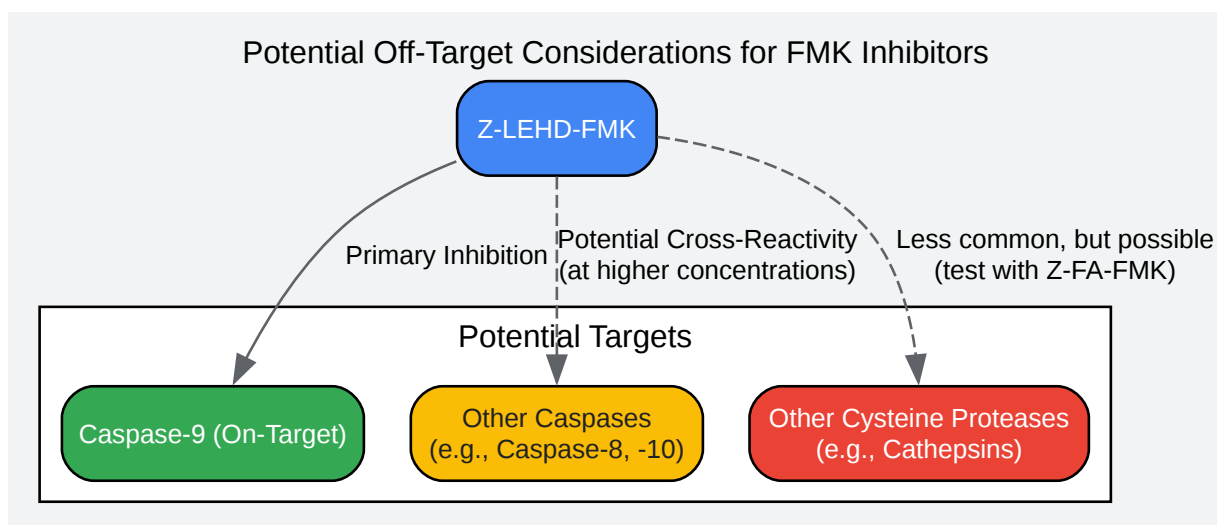 Potential Off-Target Considerations for FMK Inhibitors
Z-LEHD-FMK
Primary Inhibition
Potential Cross-Reactivity
(at higher concentrations)
Less common, but possible
(test with Z-FA-FMK)
Potential Targets
Caspase-9 (On-Target)
Other Caspases
(e.g., Caspase-8, -10)
Other Cysteine Proteases
(e.g., Cathepsins)